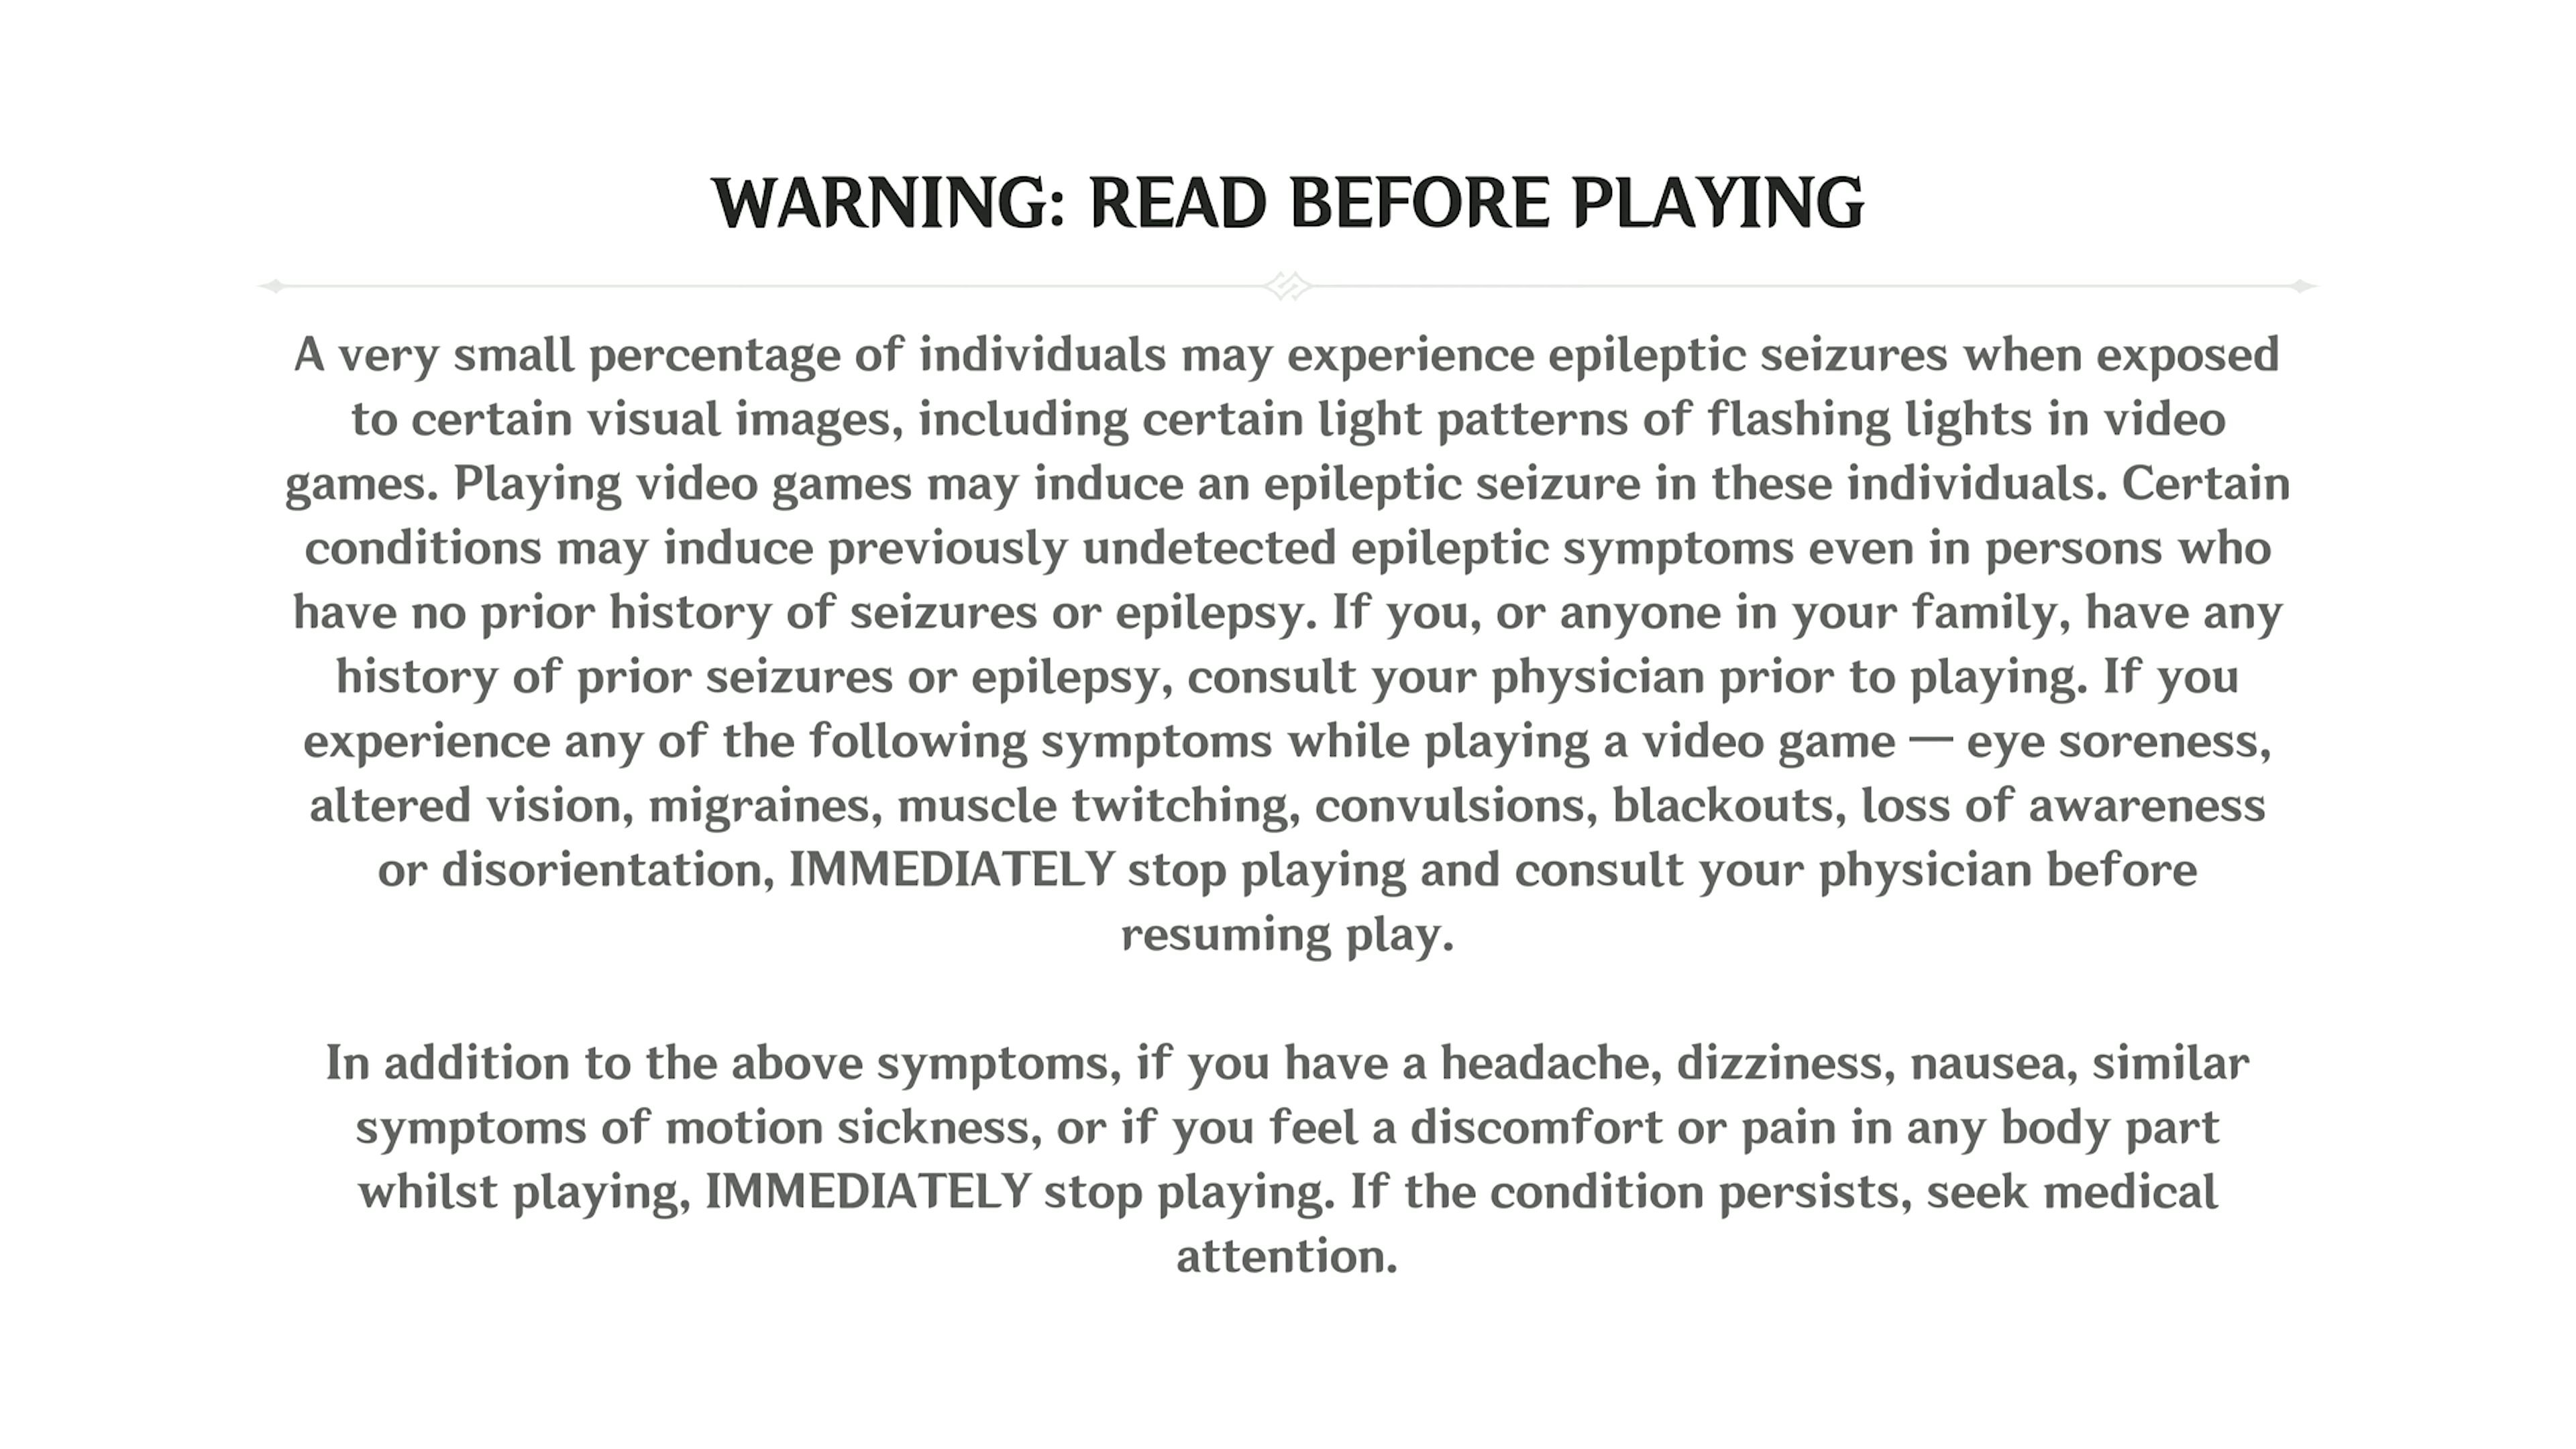 WARNING: READ BEFORE PLAYING
A very small percentage of individuals may experience epileptic seizures when exposed
to certain visual images, including certain light patterns of flashing lights in video
games. Playing video games may induce an epileptic seizure in these individuals. Certain
conditions may induce previously undetected epileptic symptoms even in persons who
have no prior history of seizures or epilepsy. If you, or anyone in your family, have any
history of prior seizures or epilepsy, consult your physician prior to playing. If you
experience any of the following symptoms while playing a video game — eye soreness,
altered vision, migraines, muscle twitching, convulsions, blackouts, loss of awareness
or disorientation, IMMEDIATELY stop playing and consult your physician before
resuming play.
In addition to the above symptoms, if you have a headache, dizziness, nausea, similar
symptoms of motion sickness, or if you feel a discomfort or pain in any body part
whilst playing, IMMEDIATELY stop playing. If the condition persists, seek medical
attention.